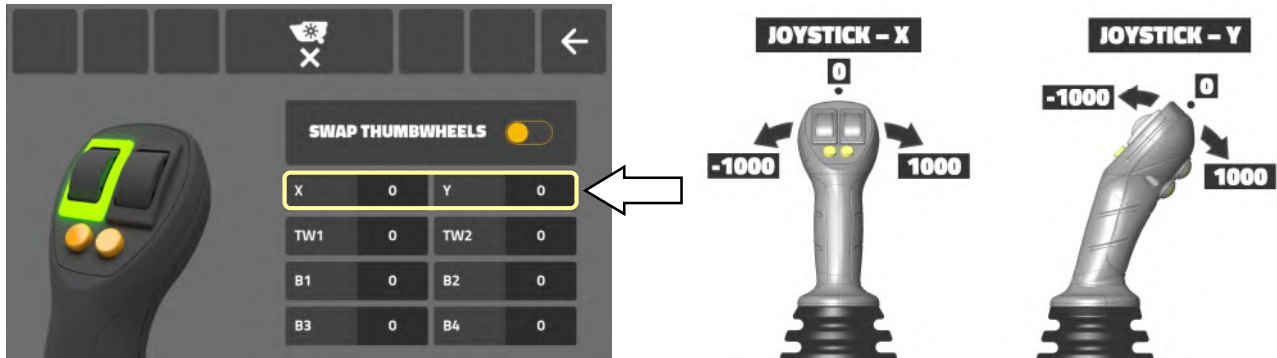 SWAP THUMBWHEELS
X 0 Y 0
TW1 0 TW2 0
B1 0 B2 0
B3 0 B4 0
JOYSTICK – X
0
-1000 1000
JOYSTICK – Y
0
-1000
1000